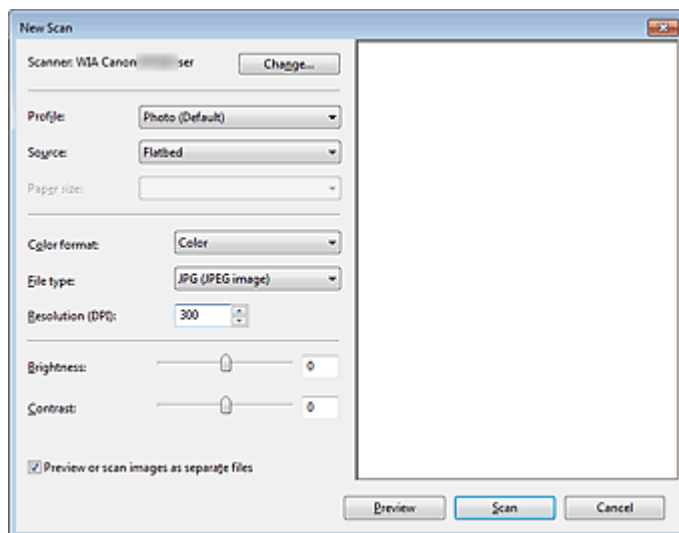 New Scan
Scanner: WIA Canon ser Change...
Profile: Photo (Default)
Source: Flatbed
Paper size:
Color format: Color
File type: JPG (JPEG image)
Resolution (DPI): 300
Brightness: 0
Contrast: 0
Preview or scan images as separate files
Preview Scan Cancel